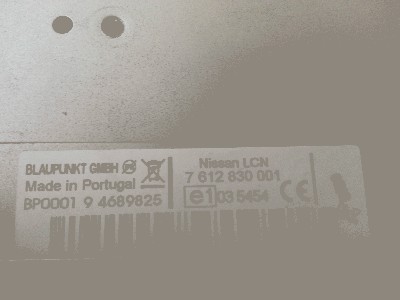 BLAUPUNKT GMBH
Made in Portugal
BP0001 9 4689825
Nissan LCN
7 612 830 001
e1 03 5454 CE